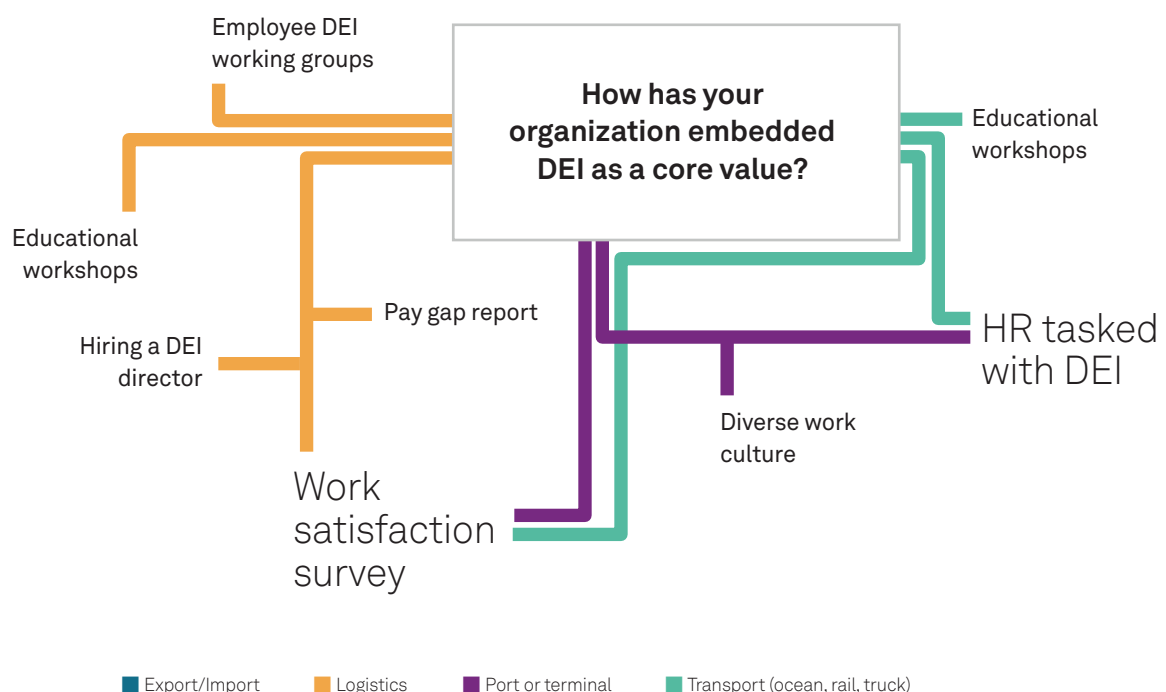 Employee DEI
working groups
How has your
organization embedded
DEI as a core value?
Educational
workshops
Educational
workshops
Pay gap report
Hiring a DEI
director
HR tasked
with DEI
Diverse work
culture
Work
satisfaction
survey
Export/Import
Logistics
Port or terminal
Transport (ocean, rail, truck)